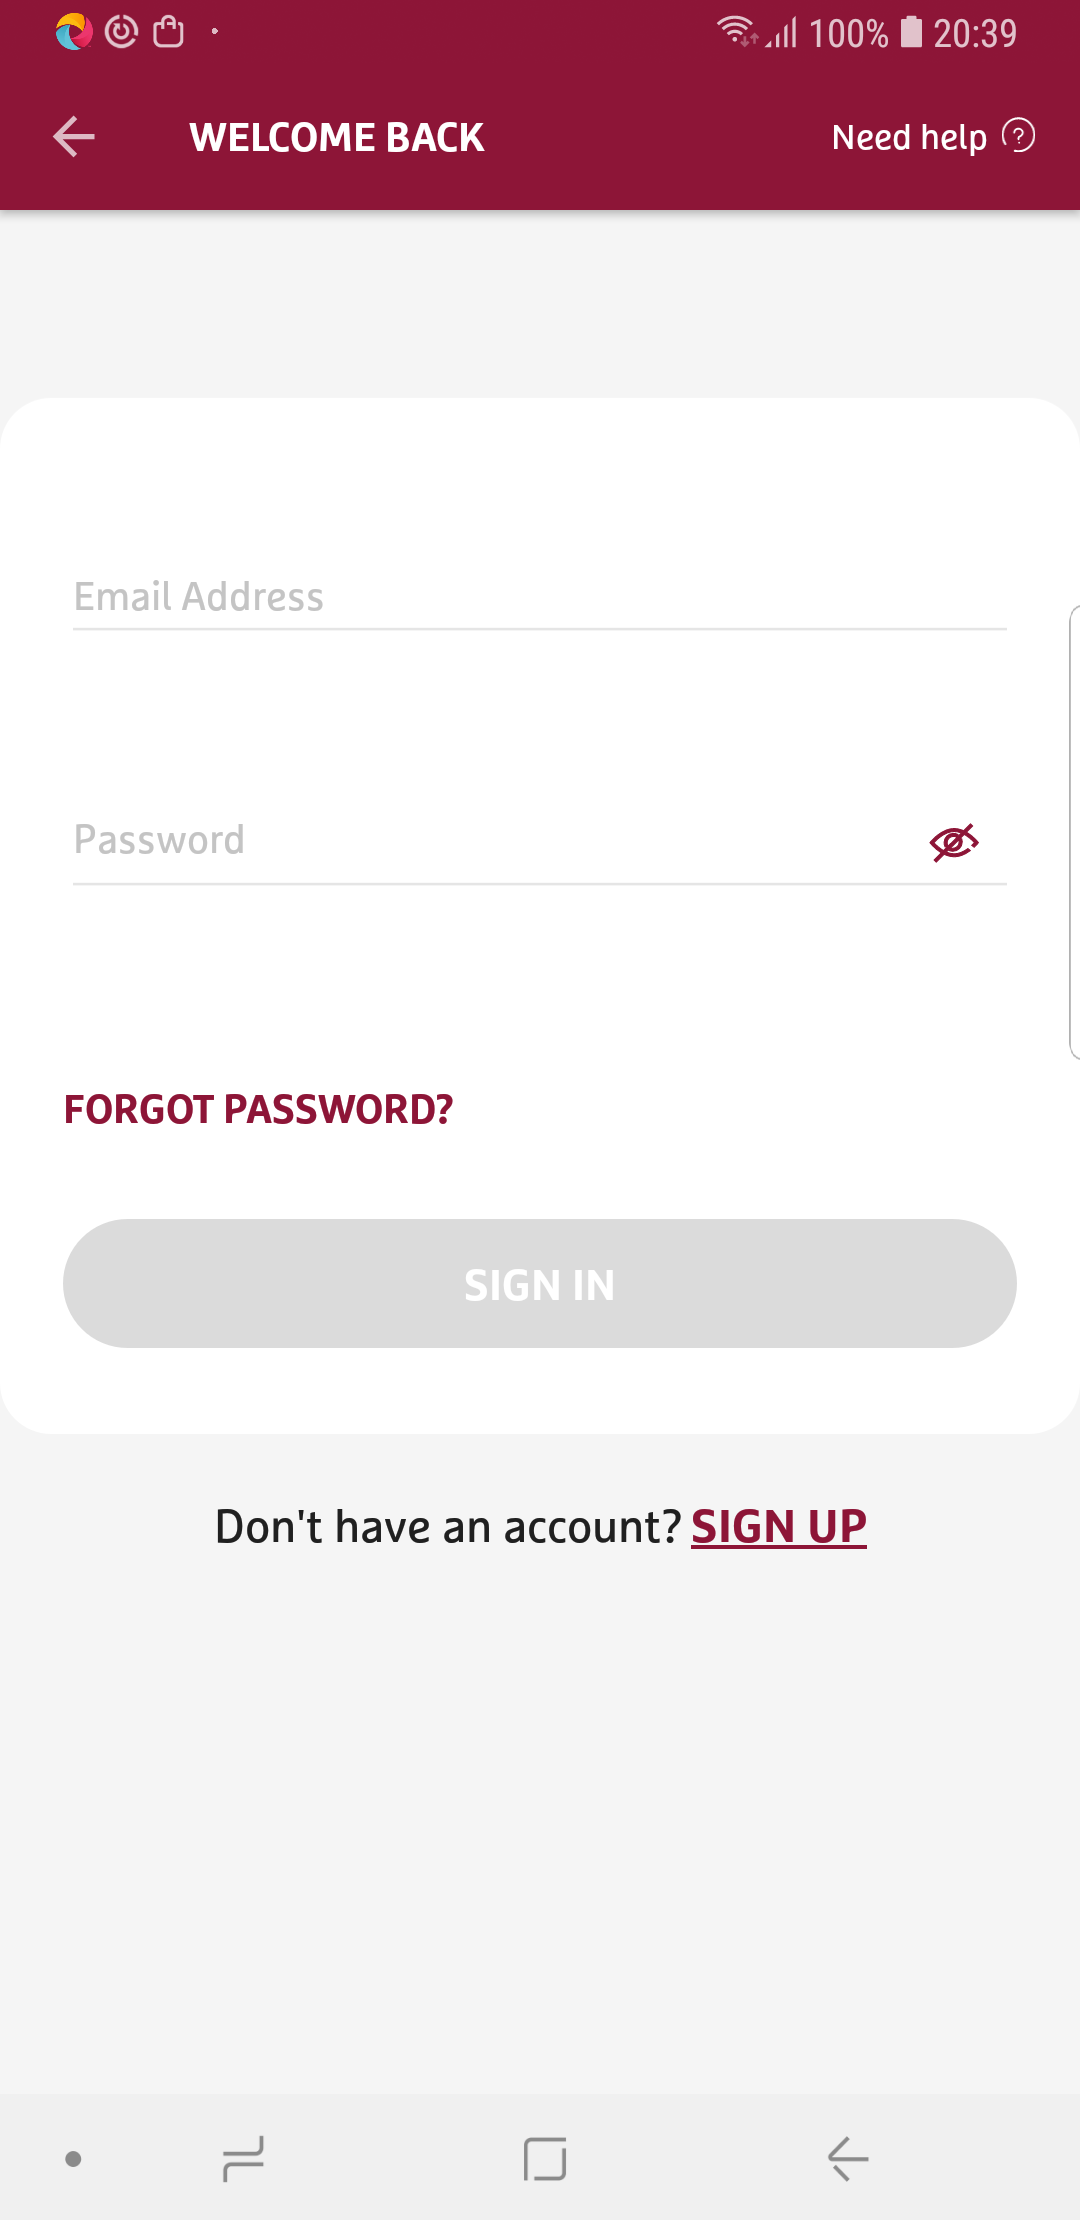 100% 20:39
WELCOME BACK
Need help ?
Email Address
Password
FORGOT PASSWORD?
SIGN IN
Don't have an account? SIGN UP